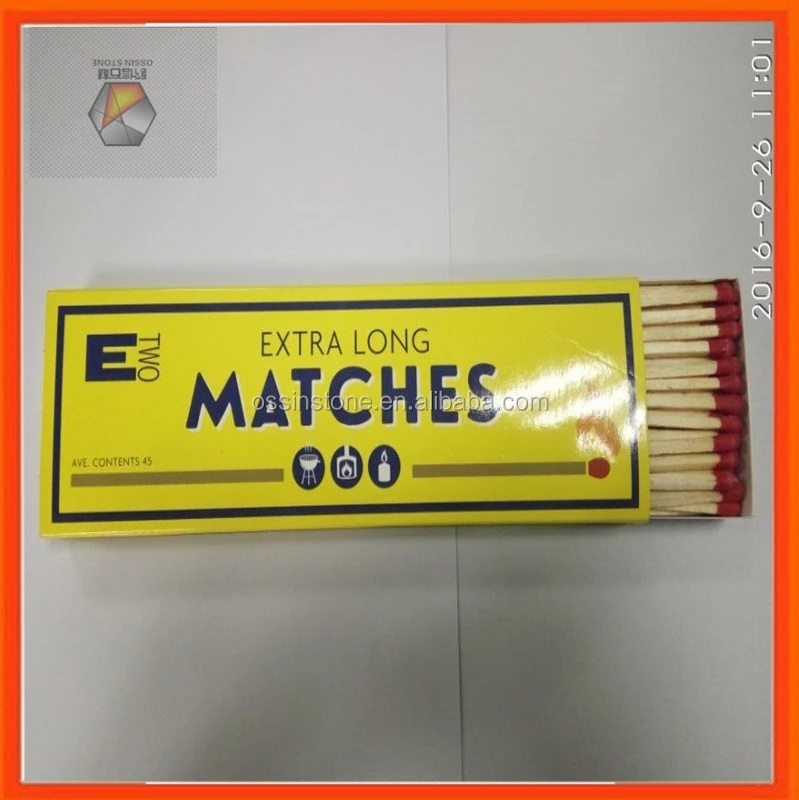 OSSIN STONE
2016-9-26 11:01
E TWO
EXTRA LONG
MATCHES
ossinstone.en.alibaba.com
AVE. CONTENTS 45